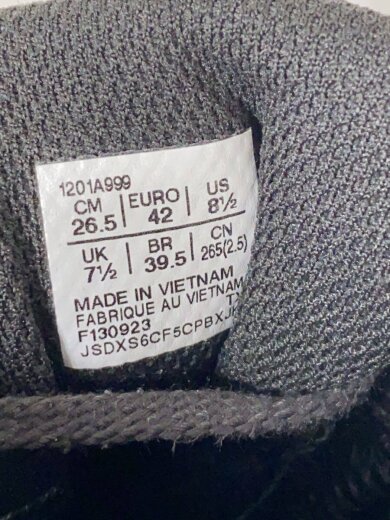 1201A999
CM EURO US
26.5 42 8½
UK BR CN
7½ 39.5 265(2.5)
MADE IN VIETNAM
FABRIQUE AU VIETNAM
F130923